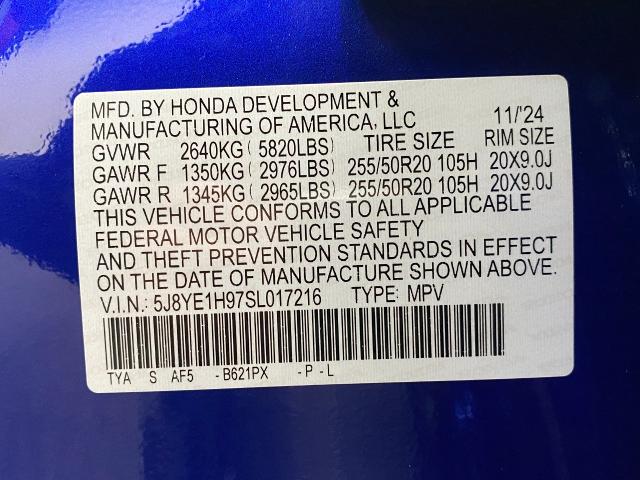 MFD. BY HONDA DEVELOPMENT &
MANUFACTURING OF AMERICA, LLC 11/'24
GVWR 2640KG ( 5820LBS) TIRE SIZE RIM SIZE
GAWR F 1350KG ( 2976LBS) 255/50R20 105H 20X9.0J
GAWR R 1345KG ( 2965LBS) 255/50R20 105H 20X9.0J
THIS VEHICLE CONFORMS TO ALL APPLICABLE
FEDERAL MOTOR VEHICLE SAFETY
AND THEFT PREVENTION STANDARDS IN EFFECT
ON THE DATE OF MANUFACTURE SHOWN ABOVE.
V.I.N.: 5J8YE1H97SL017216 TYPE: MPV
TYA S AF5 -B621PX -P-L